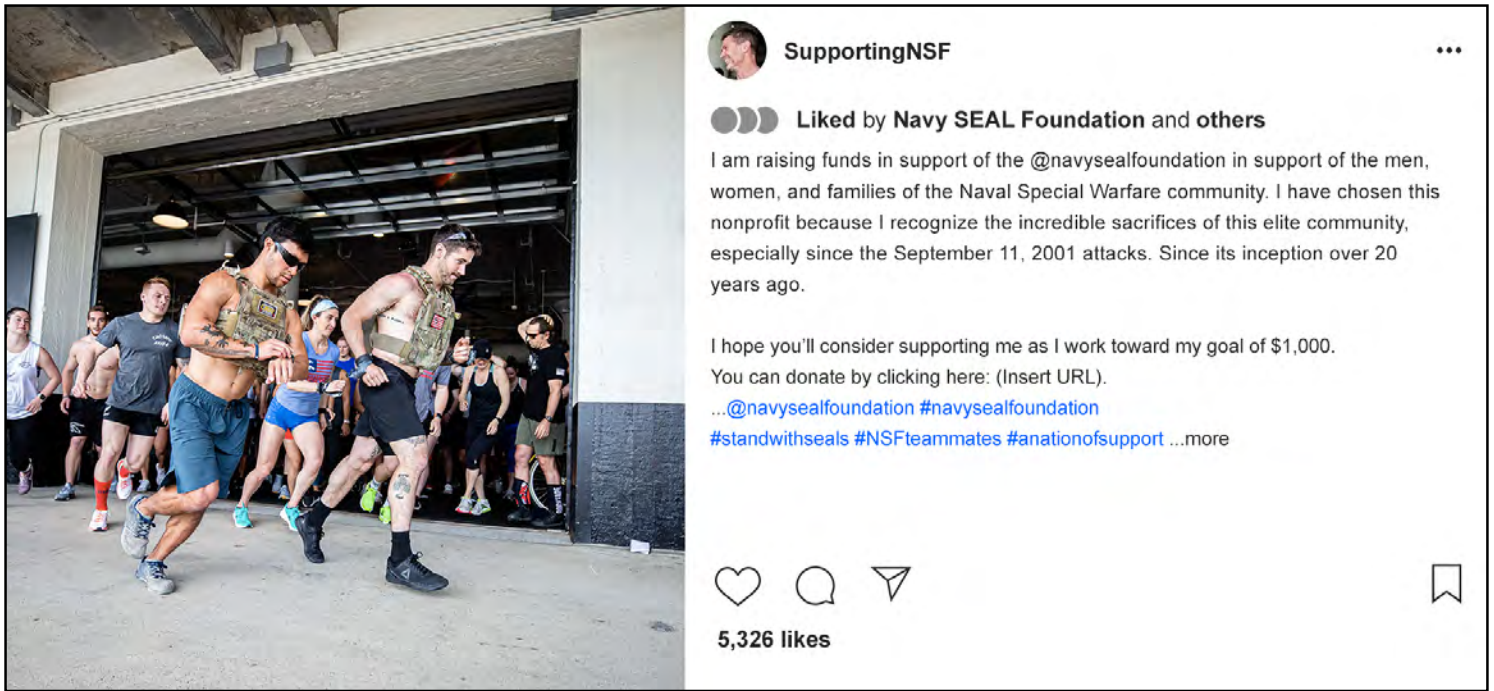 SupportingNSF
Liked by Navy SEAL Foundation and others
I am raising funds in support of the @navysealfoundation in support of the men,
women, and families of the Naval Special Warfare community. I have chosen this
nonprofit because I recognize the incredible sacrifices of this elite community,
especially since the September 11, 2001 attacks. Since its inception over 20
years ago.
I hope you’ll consider supporting me as I work toward my goal of $1,000.
You can donate by clicking here: (Insert URL).
...@navysealfoundation #navysealfoundation
#standwithseals #NSFteammates #anationofsupport ...more
5,326 likes